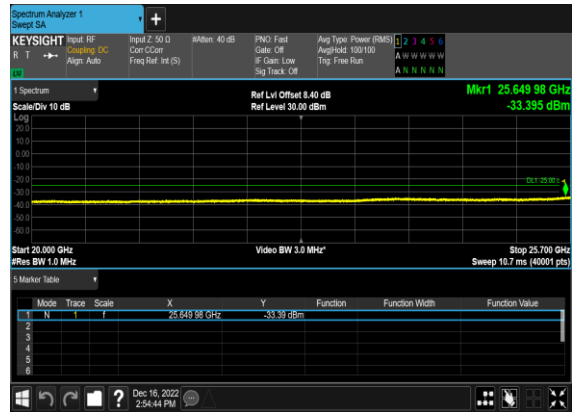 Spectrum Analyzer 1
Swept SA
+
KEYSIGHT Input: RF Input Z: 50 Ω #Atten: 40 dB PNO: Fast Avg Type: Power (RMS) 1 2 3 4 5 6
R T Coupling: DC Corr CCorr Gate: Off Avg|Hold: 100/100 A W W W W W
Align: Auto Freq Ref: Int (S) IF Gain: Low Trig: Free Run
Sig Track: Off A N N N N N
1 Spectrum Ref Lvl Offset 8.40 dB Mkr1 25.649 98 GHz
Scale/Div 10 dB Ref Level 30.00 dBm -33.395 dBm
Log
20.0
10.0
0.00
-10.0
-20.0
DL1 -25.00
-30.0
-40.0
-50.0
-60.0
Start 20.000 GHz Video BW 3.0 MHz* Stop 25.700 GHz
#Res BW 1.0 MHz Sweep 10.7 ms (40001 pts)
5 Marker Table
Mode Trace Scale X Y Function Function Width Function Value
1 N 1 f 25.649 98 GHz -33.39 dBm
2
3
4
5
6
? Dec 16, 2022
2:54:44 PM